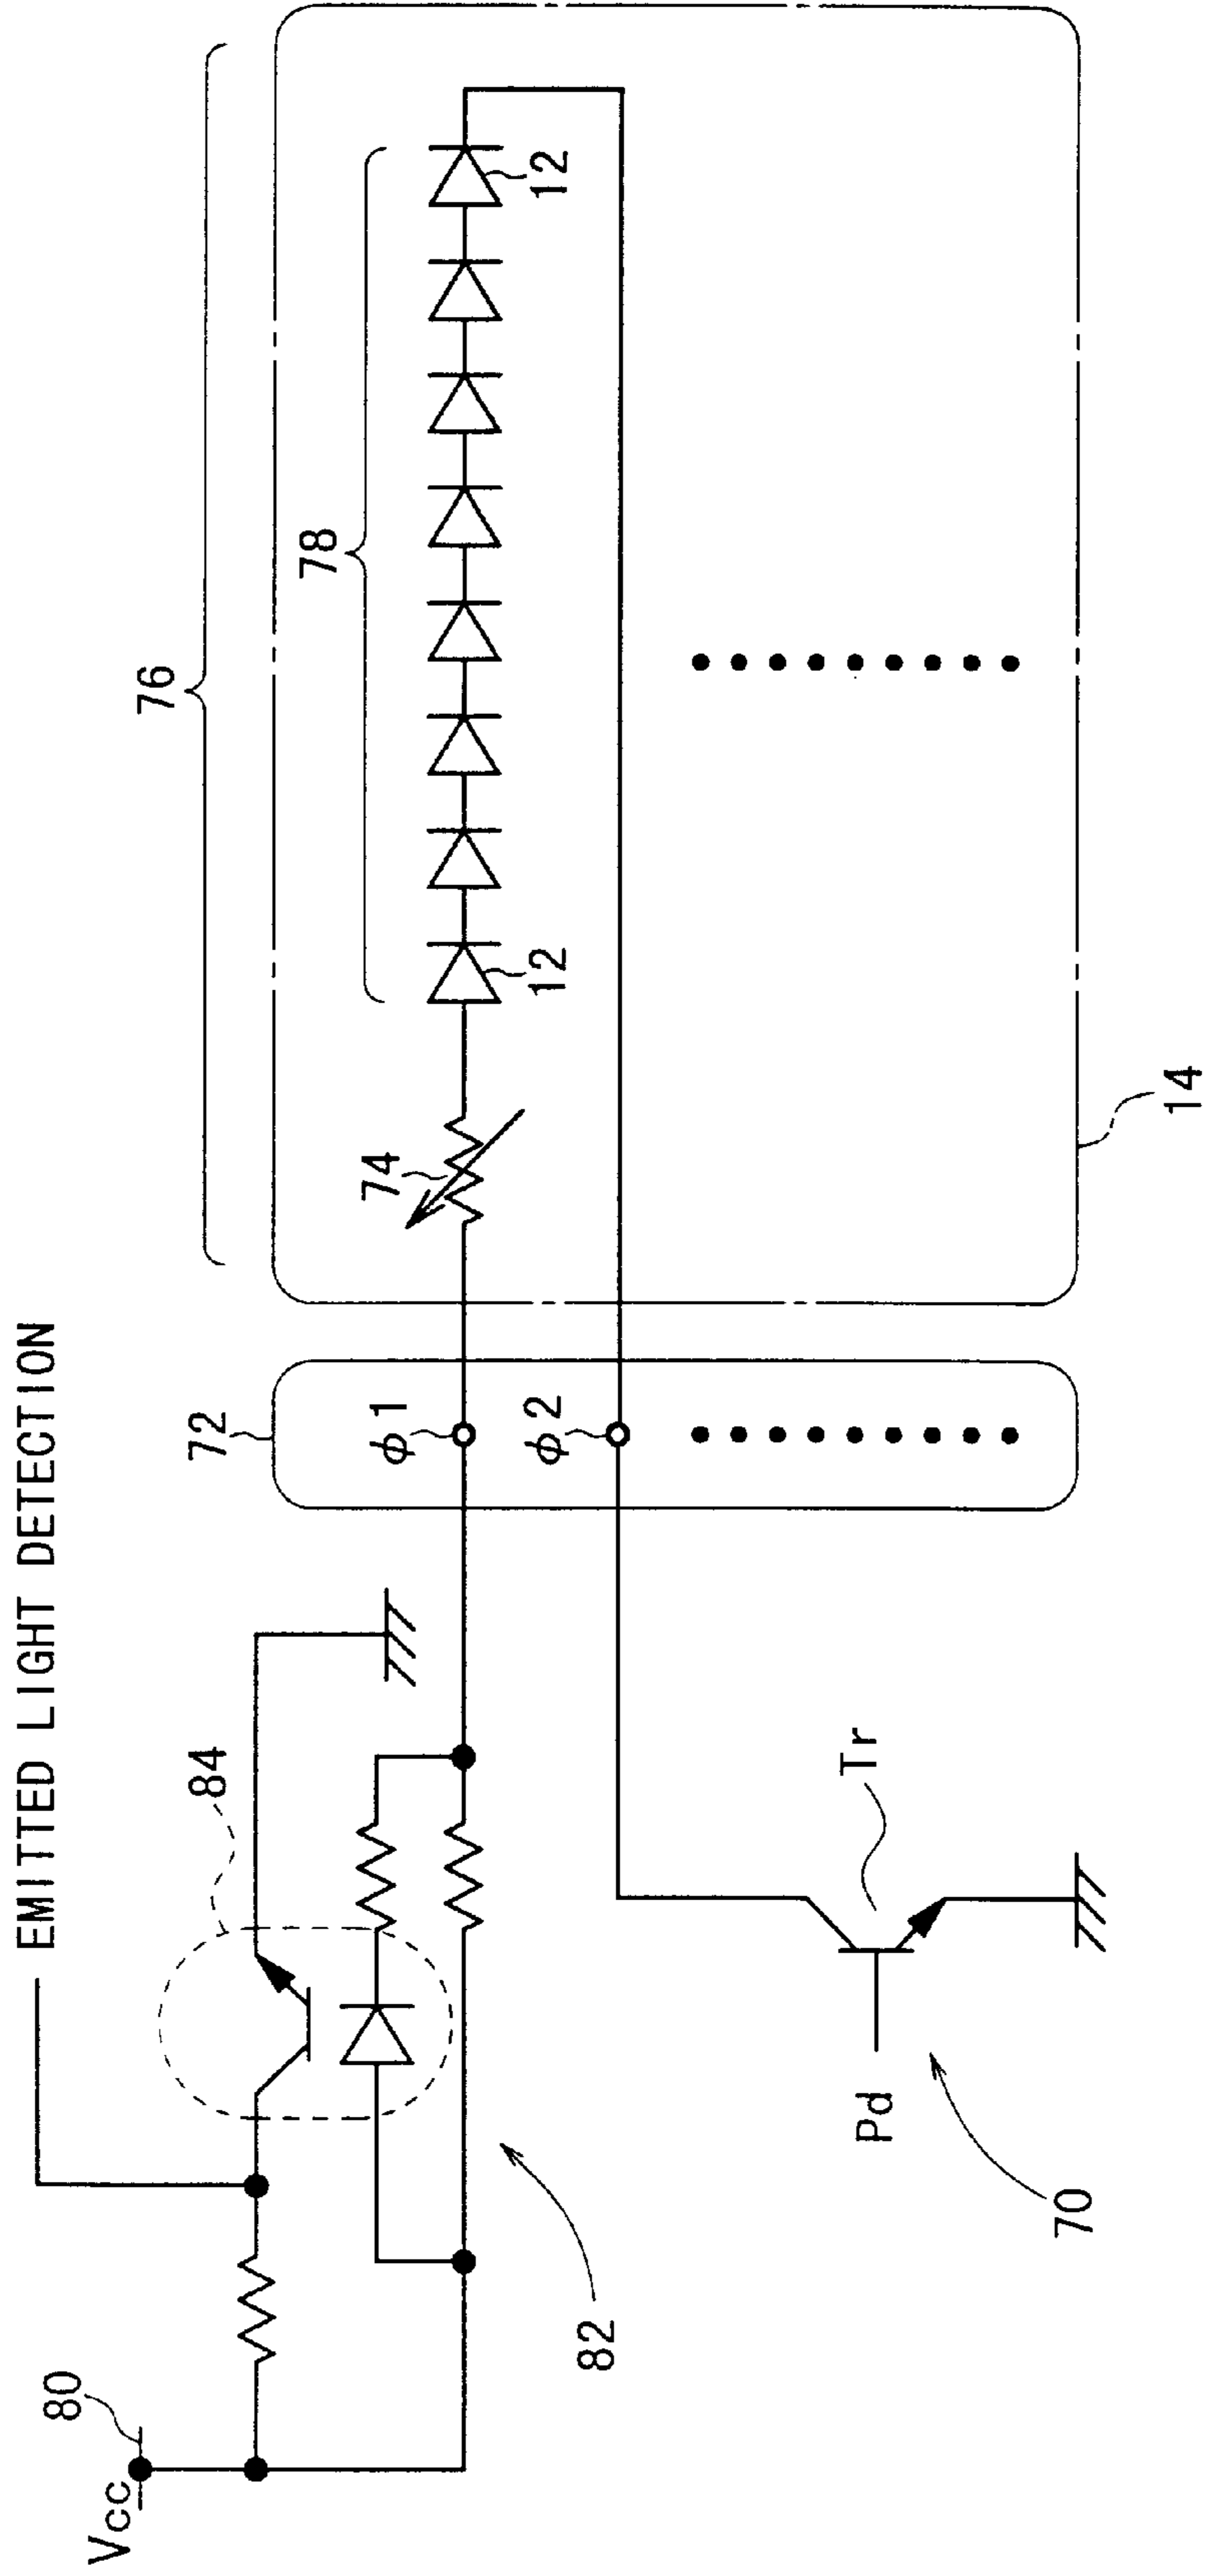 EMITTED LIGHT DETECTION
Vcc
80
84
82
72
φ1
φ2
76
78
74
12
12
Pd
Tr
70
14